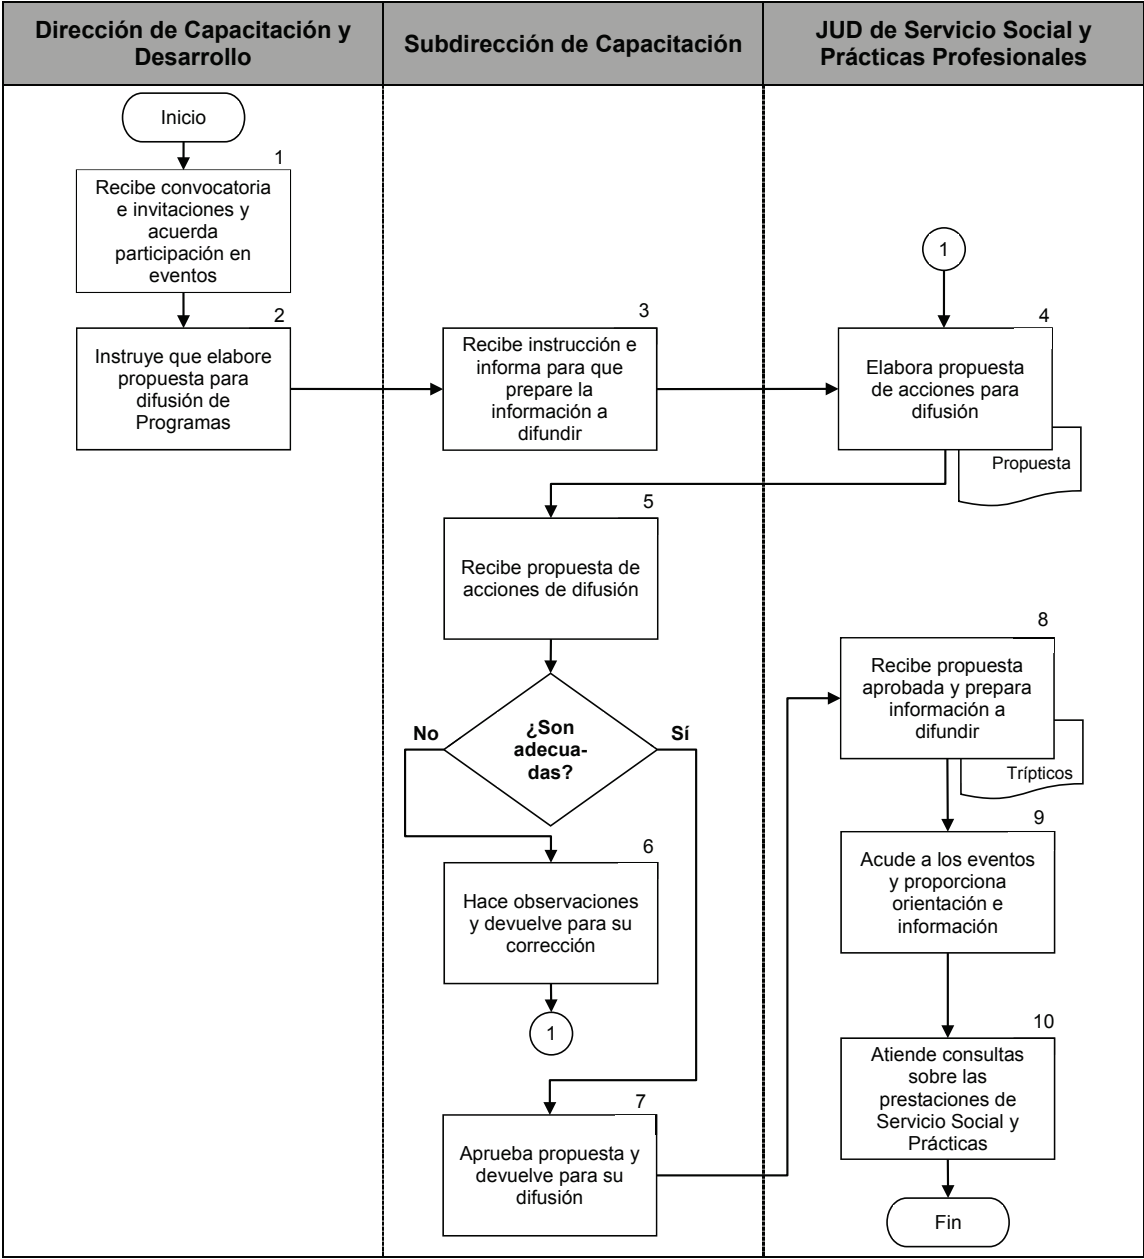 Dirección de Capacitación y
Desarrollo
Subdirección de Capacitación
JUD de Servicio Social y
Prácticas Profesionales
Inicio
1
Recibe convocatoria
e invitaciones y
acuerda
participación en
eventos
2
Instruye que elabore
propuesta para
difusión de
Programas
3
Recibe instrucción e
informa para que
prepare la
información a
difundir
1
4
Elabora propuesta
de acciones para
difusión
Propuesta
5
Recibe propuesta de
acciones de difusión
¿Son
adecua-
das?
No
Sí
6
Hace observaciones
y devuelve para su
corrección
1
7
Aprueba propuesta y
devuelve para su
difusión
8
Recibe propuesta
aprobada y prepara
información a
difundir
Trípticos
9
Acude a los eventos
y proporciona
orientación e
información
10
Atiende consultas
sobre las
prestaciones de
Servicio Social y
Prácticas
Fin